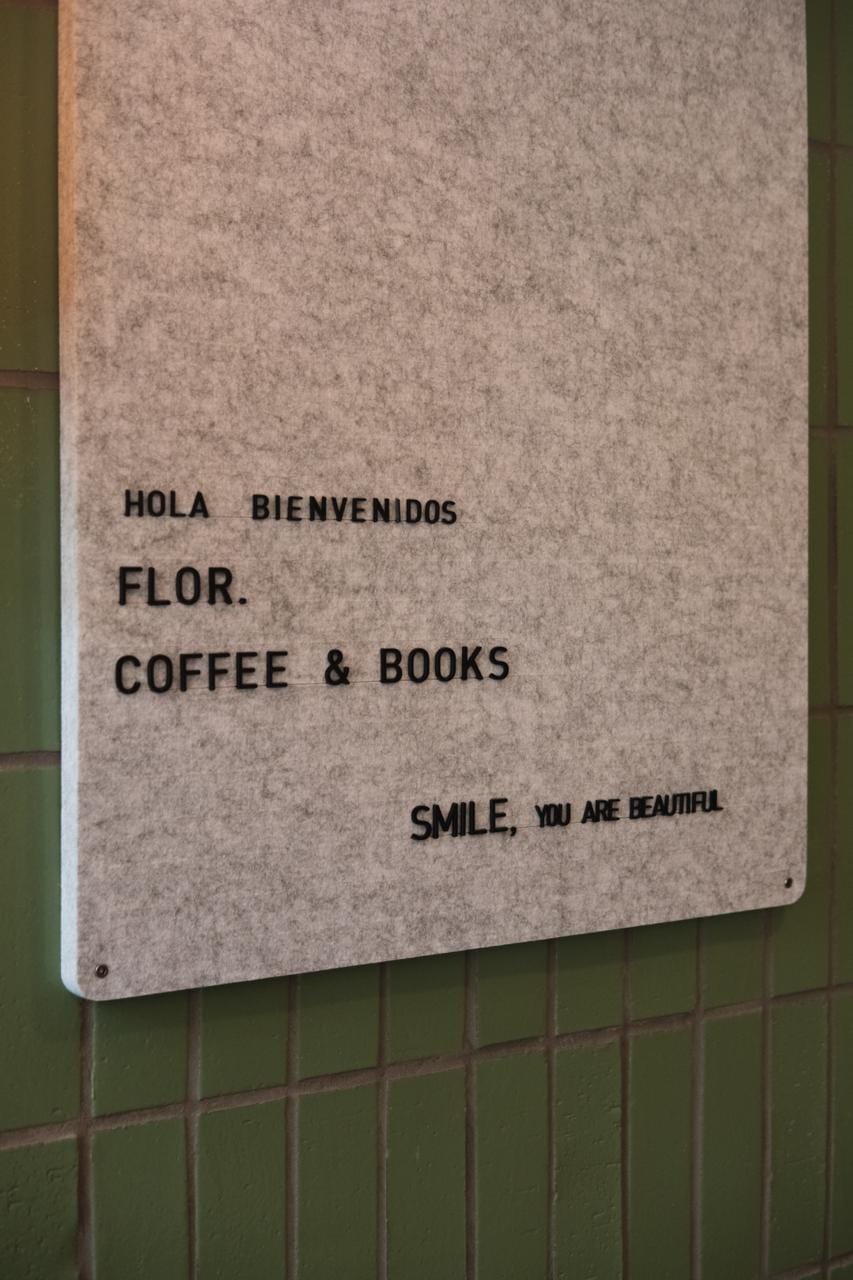 HOLA BIENVENIDOS
FLOR.
COFFEE & BOOKS
SMILE, YOU ARE BEAUTIFUL